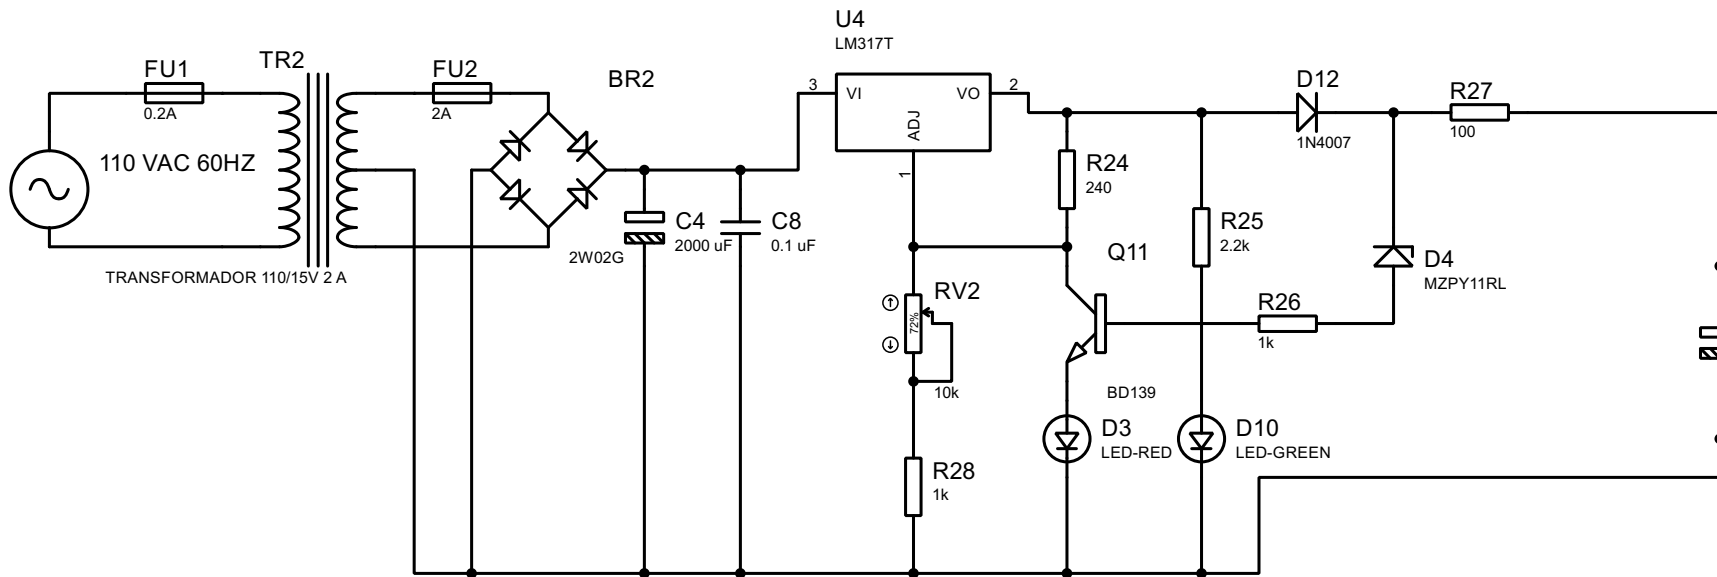 U4
LM317T
FU1
0.2A
TR2
FU2
2A
BR2
3
VI
VO
2
ADJ
1
D12
1N4007
R27
100
110 VAC 60HZ
R24
240
C4
2000 uF
C8
0.1 uF
2W02G
R25
2.2k
Q11
D4
MZPY11RL
TRANSFORMADOR 110/15V 2 A
RV2
72%
10k
R26
1k
BD139
D3
LED-RED
D10
LED-GREEN
R28
1k